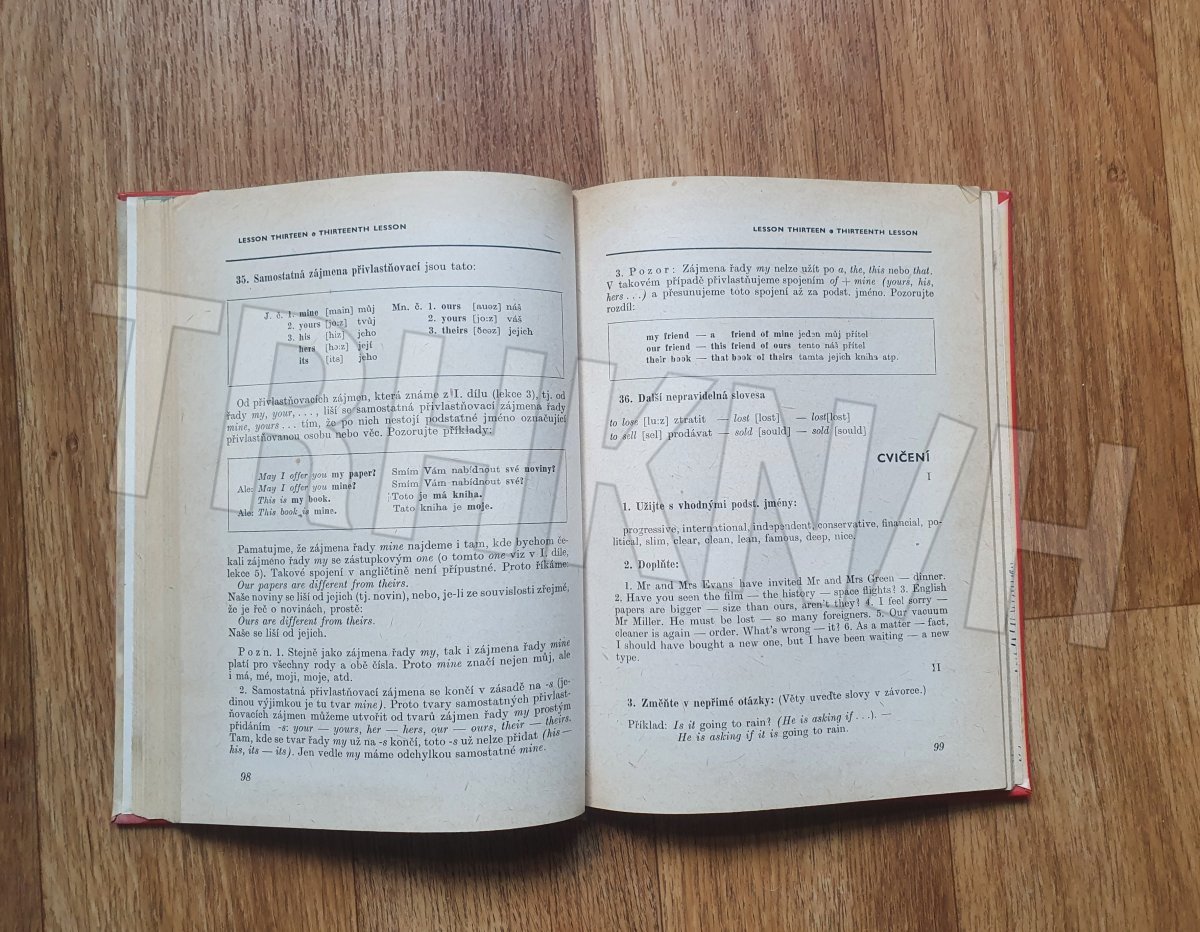 LESSON THIRTEEN • THIRTEENTH LESSON
35. Samostatná zájmena přivlastňovací jsou tato:
J. č. 1. mine [main] můj Mn. č. 1. ours [auəz] náš
2. yours [jo:z] tvůj 2. yours [jo:z] váš
3. his [hiz] jeho 3. theirs [ðeəz] jejich
hers [hə:z] její
its [its] jeho
Od přivlastňovacích zájmen, která známe z I. dílu (lekce 3), tj. od
řady my, your, . . . , liší se samostatná přivlastňovací zájmena řady
mine, yours . . . tím, že po nich nestojí podstatné jméno označující
přivlastňovanou osobu nebo věc. Pozorujte příklady:
May I offer you my paper? Smím Vám nabídnout své noviny?
Ale: May I offer you mine? Smím Vám nabídnout své?
This is my book. Toto je má kniha.
Ale: This book is mine. Tato kniha je moje.
Pamatujme, že zájmena řady mine najdeme i tam, kde bychom če-
kali zájmeno řady my se zástupkovým one (o tomto one viz v I. díle,
lekce 5). Takové spojení v angličtině není přípustné. Proto říkáme:
Our papers are different from theirs.
Naše noviny se liší od jejich (tj. novin), nebo, je-li ze souvislosti zřejmé,
že je řeč o novinách, prostě:
Ours are different from theirs.
Naše se liší od jejich.
Pozn. 1. Stejně jako zájmena řady my, tak i zájmena řady mine
platí pro všechny rody a obě čísla. Proto mine značí nejen můj, ale
i má, mé, moji, moje, atd.
2. Samostatná přivlastňovací zájmena se končí v zásadě na -s (je-
dinou výjimkou je tu tvar mine). Proto tvary samostatných přivlast-
ňovacích zájmen můžeme utvořit od tvarů zájmen řady my prostým
přidáním -s: your — yours, her — hers, our — ours, their — theirs.
Tam, kde se tvar řady my už na -s končí, toto -s už nelze přidat (his —
his, its — its). Jen vedle my máme odchylkou samostatné mine.
98
LESSON THIRTEEN • THIRTEENTH LESSON
3. Pozor: Zájmena řady my nelze užít po a, the, this nebo that.
V takovém případě přivlastňujeme spojením of + mine (yours, his,
hers . . .) a přesunujeme toto spojení až za podst. jméno. Pozorujte
rozdíl:
my friend — a friend of mine jeden můj přítel
our friend — this friend of ours tento náš přítel
their book — that book of theirs tamta jejich kniha atp.
36. Další nepravidelná slovesa
to lose [lu:z] ztratit — lost [lost] — lost[lost]
to sell [sel] prodávat — sold [sould] — sold [sould]
CVIČENÍ
I
1. Užijte s vhodnými podst. jmény:
progressive, international, independent, conservative, financial, po-
litical, slim, clear, clean, lean, famous, deep, nice.
2. Doplňte:
1. Mr and Mrs Evans have invited Mr and Mrs Green — dinner.
2. Have you seen the film — the history — space flights? 3. English
papers are bigger — size than ours, aren't they? 4. I feel sorry —
Mr Miller. He must be lost — so many foreigners. 5. Our vacuum
cleaner is again — order. What's wrong — it? 6. As a matter — fact,
I should have bought a new one, but I have been waiting — a new
type.
II
3. Změňte v nepřímé otázky: (Věty uveďte slovy v závorce.)
Příklad: Is it going to rain? (He is asking if . . .). —
He is asking if it is going to rain.
99
TRHKNIH